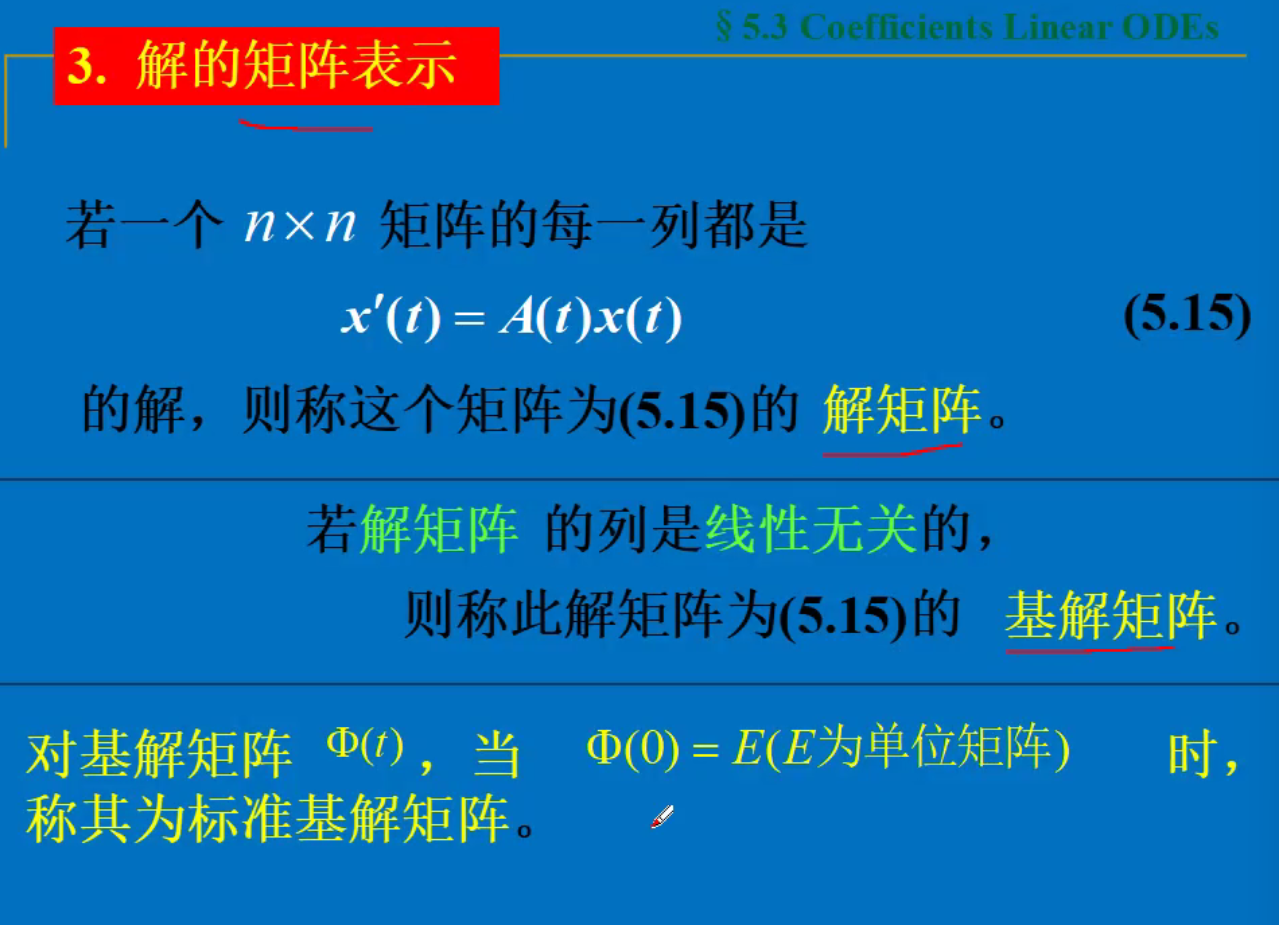 § 5.3 Coefficients Linear ODEs
3. 解的矩阵表示
若一个 n×n 矩阵的每一列都是
x′(t) = A(t)x(t) (5.15)
的解，则称这个矩阵为(5.15)的 解矩阵。
若解矩阵 的列是线性无关的，
则称此解矩阵为(5.15)的 基解矩阵。
对基解矩阵 Φ(t)，当 Φ(0) = E(E为单位矩阵) 时，
称其为标准基解矩阵。